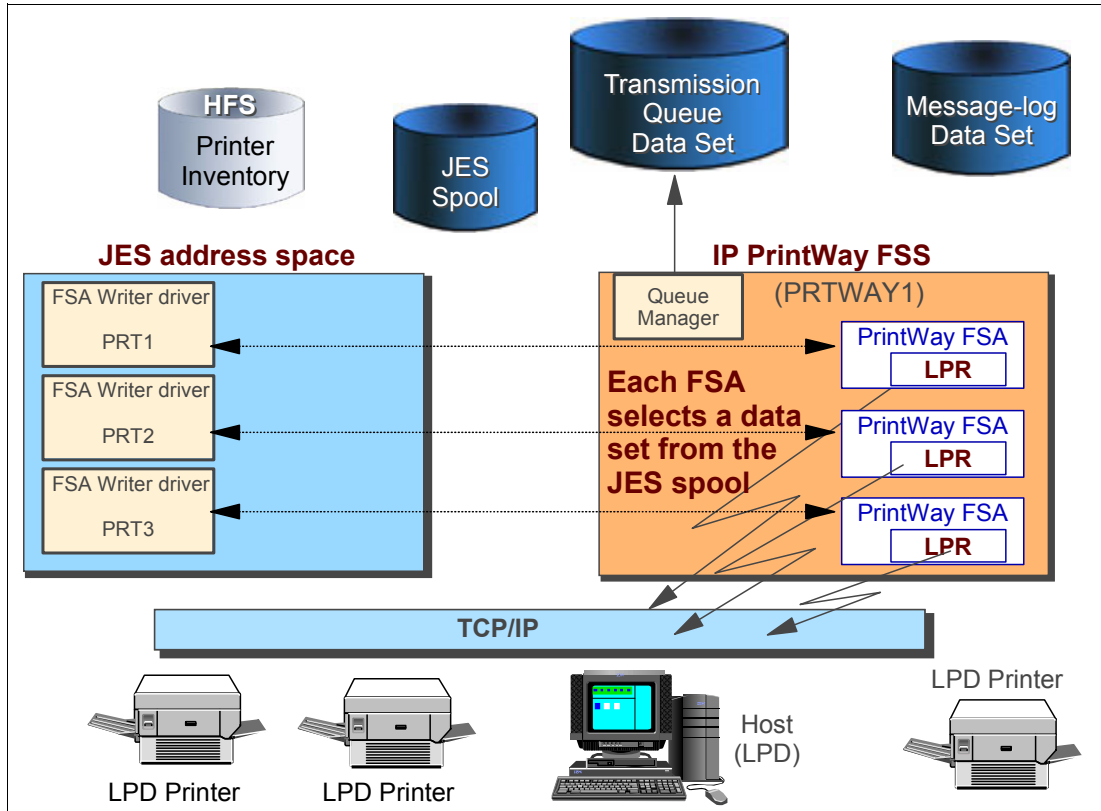 HFS
Printer
Inventory
JES
Spool
Transmission
Queue
Data Set
Message-log
Data Set
JES address space
FSA Writer driver
PRT1
FSA Writer driver
PRT2
FSA Writer driver
PRT3
IP PrintWay FSS
(PRTWAY1)
Queue
Manager
Each FSA
selects a data
set from the
JES spool
PrintWay FSA
LPR
PrintWay FSA
LPR
PrintWay FSA
LPR
TCP/IP
LPD Printer
LPD Printer
Host
(LPD)
LPD Printer